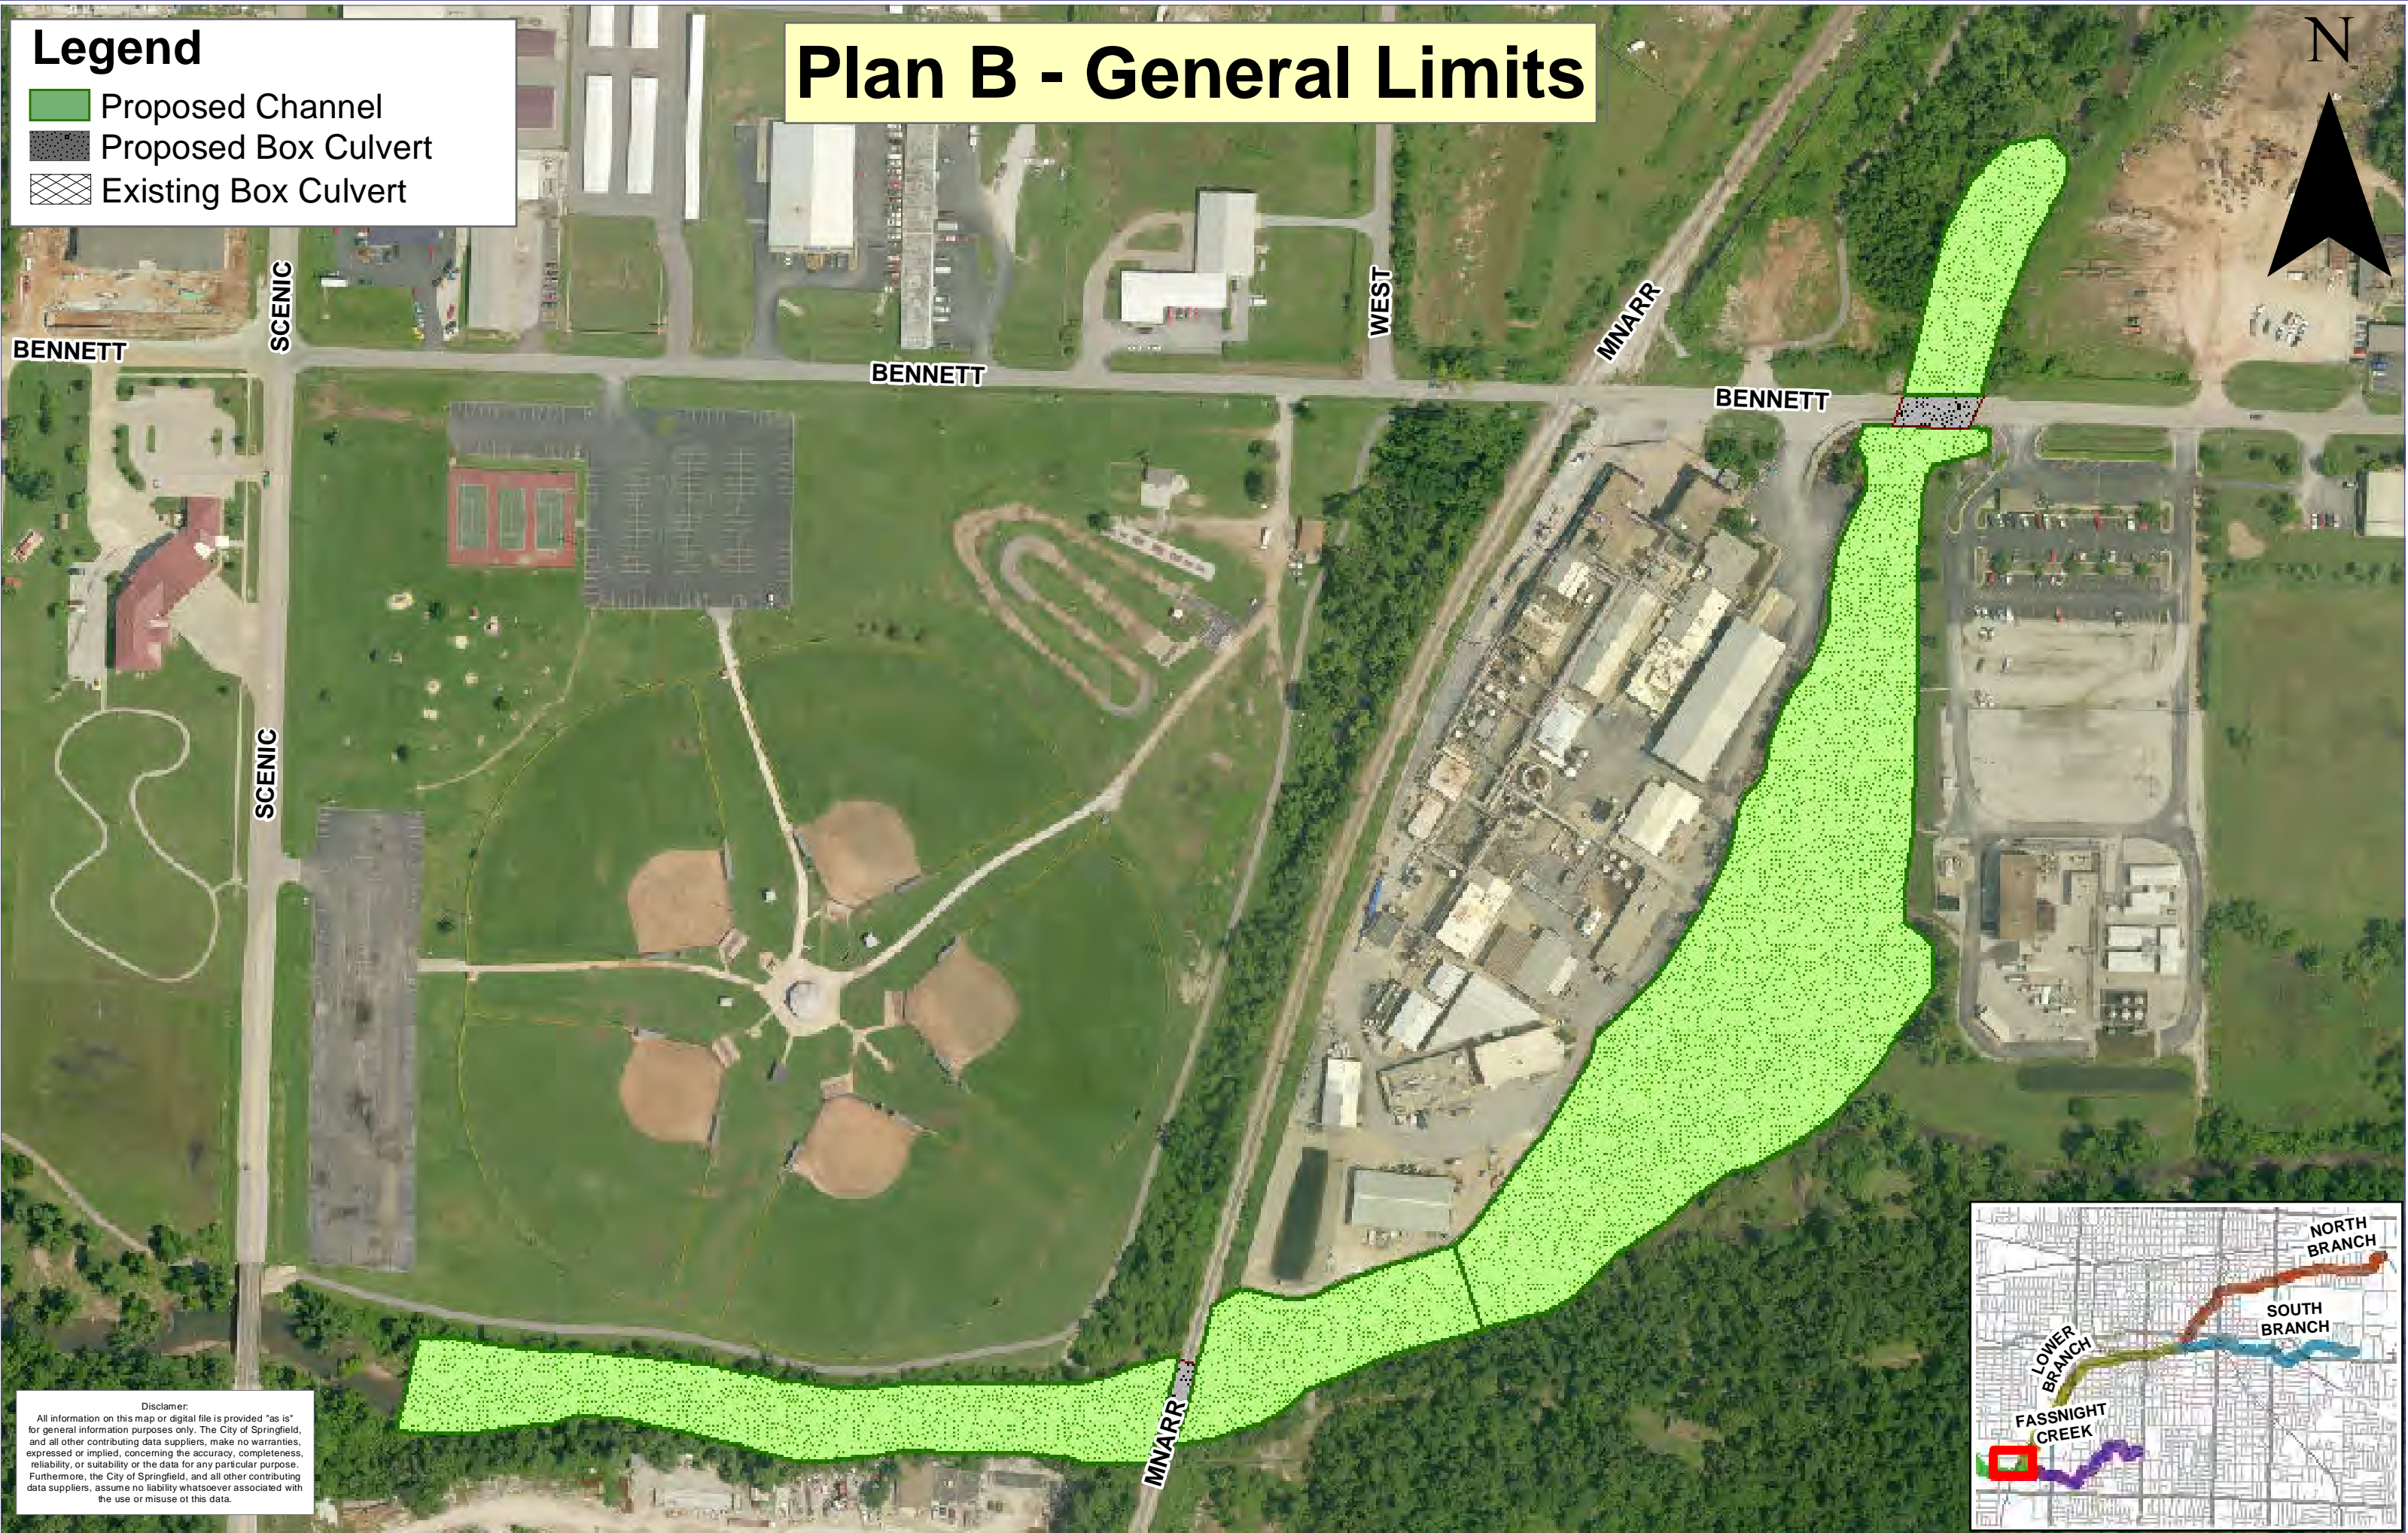 Legend
Proposed Channel
Proposed Box Culvert
Existing Box Culvert
Plan B - General Limits
N
SCENIC
BENNETT
BENNETT
WEST
MNARR
BENNETT
SCENIC
MNARR
Disclamer:
All information on this map or digital file is provided "as is"
for general information purposes only. The City of Springfield,
and all other contributing data suppliers, make no warranties,
expressed or implied, concerning the accuracy, completeness,
reliability, or suitability or the data for any particular purpose.
Furthermore, the City of Springfield, and all other contributing
data suppliers, assume no liability whatsoever associated with
the use or misuse ot this data.
NORTH
BRANCH
SOUTH
BRANCH
LOWER
BRANCH
FASSNIGHT
CREEK